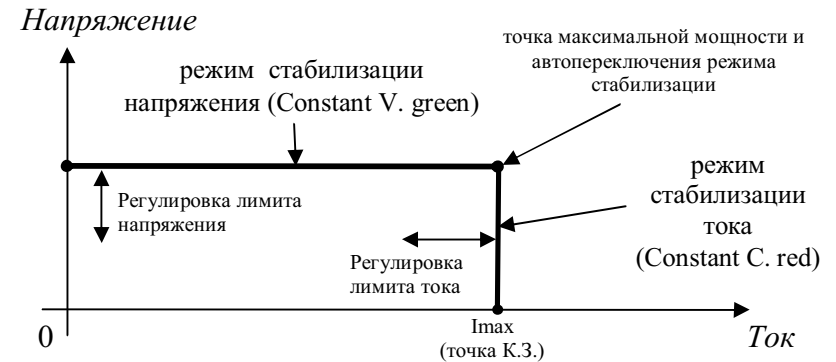 Напряжение
точка максимальной мощности и
автопереключения режима
стабилизации
режим стабилизации
напряжения (Constant V. green)
режим
стабилизации
тока
(Constant C. red)
Регулировка лимита
напряжения
Регулировка
лимита тока
0
Imax
(точка К.З.)
Ток